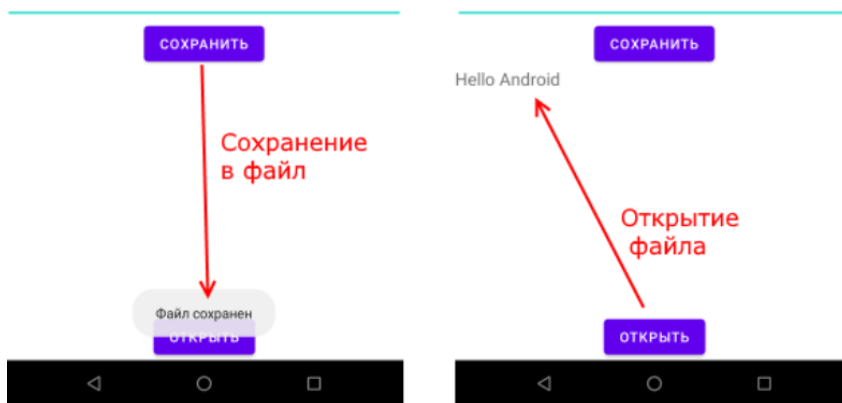 СОХРАНИТЬ
Сохранение
в файл
Файл сохранен
ОТКРЫТЬ
СОХРАНИТЬ
Hello Android
Открытие
файла
ОТКРЫТЬ